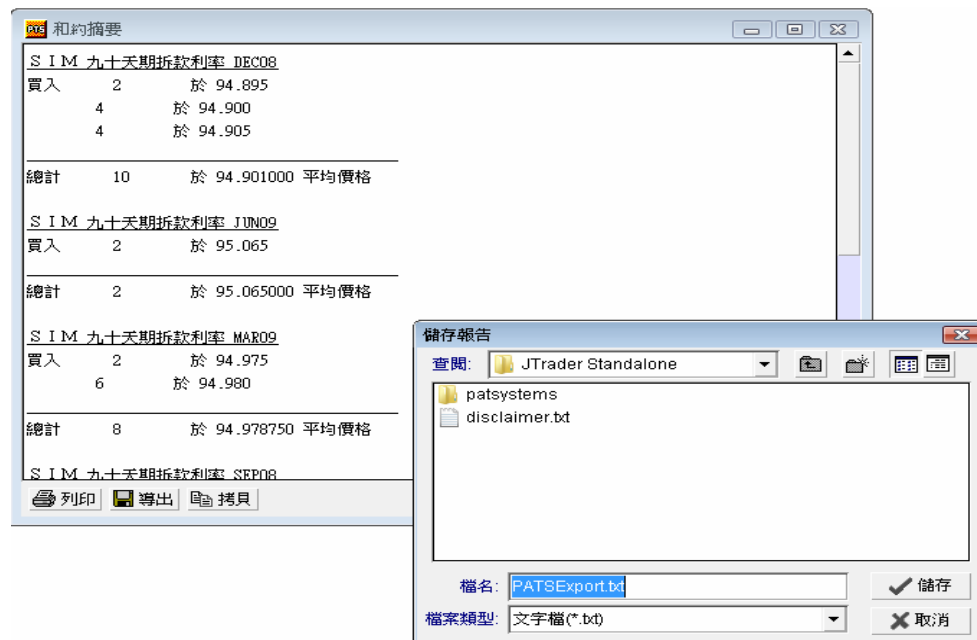 PTS 和約摘要
ＳＩＭ 九十天期拆款利率 DEC08
買入 2 於 94.895
4 於 94.900
4 於 94.905
總計 10 於 94.901000 平均價格
ＳＩＭ 九十天期拆款利率 JUN09
買入 2 於 95.065
總計 2 於 95.065000 平均價格
ＳＩＭ 九十天期拆款利率 MAR09
買入 2 於 94.975
6 於 94.980
總計 8 於 94.978750 平均價格
ＳＩＭ 九十天期拆款利率 SEP08
列印 導出 拷貝
儲存報告
查閱: JTrader Standalone
patsystems
disclaimer.txt
檔名: PATSExport.txt 儲存
檔案類型: 文字檔(*.txt) 取消